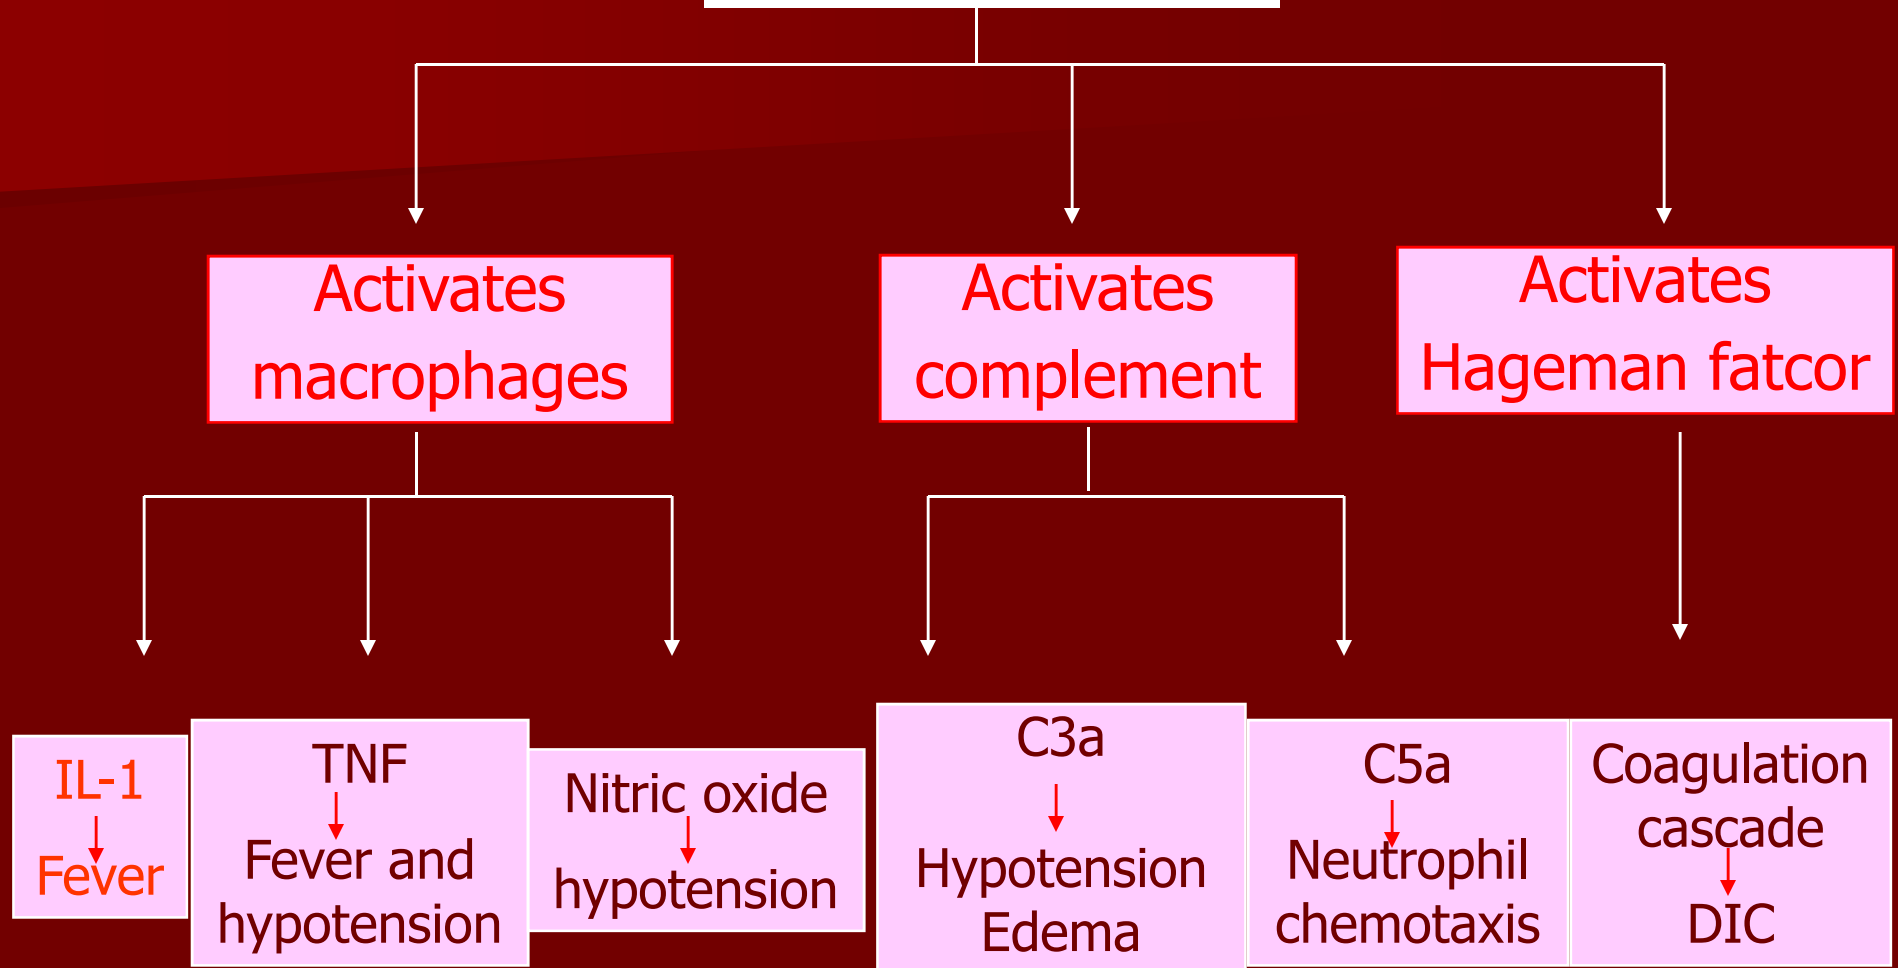 Activates
macrophages
Activates
complement
Activates
Hageman fatcor
IL-1
Fever
TNF
Fever and
hypotension
Nitric oxide
hypotension
C3a
Hypotension
Edema
C5a
Neutrophil
chemotaxis
Coagulation
cascade
DIC